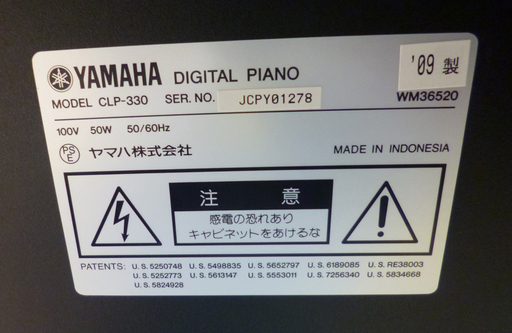 YAMAHA DIGITAL PIANO
'09 製
MODEL CLP-330 SER. NO. JCPY01278 WM36520
100V 50W 50/60Hz
PSE ヤマハ株式会社 MADE IN INDONESIA
注 意
感電の恐れあり
キャビネットをあけるな
PATENTS: U.S. 5250748 U.S. 5498835 U.S. 5652797 U.S. 6189085 U.S. RE38003
U.S. 5252773 U.S. 5613147 U.S. 5553011 U.S. 7256340 U.S. 5834668
U.S. 5824928